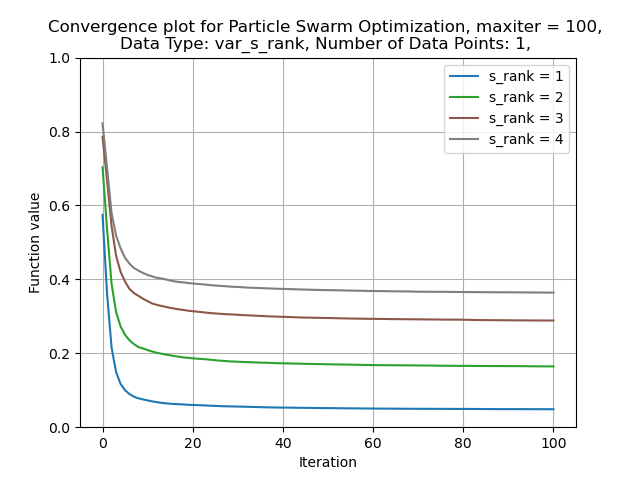 Convergence plot for Particle Swarm Optimization, maxiter = 100,
Data Type: var_s_rank, Number of Data Points: 1,
1.0
0.8
0.6
0.4
0.2
0.0
Function value
s_rank = 1
s_rank = 2
s_rank = 3
s_rank = 4
0 20 40 60 80 100
Iteration